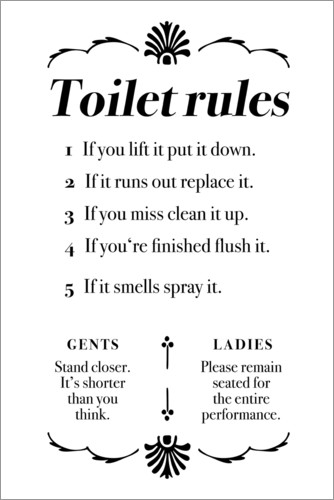 Toilet rules
1 If you lift it put it down.
2 If it runs out replace it.
3 If you miss clean it up.
4 If you‘re finished flush it.
5 If it smells spray it.
GENTS
Stand closer.
It’s shorter
than you
think.
LADIES
Please remain
seated for
the entire
performance.